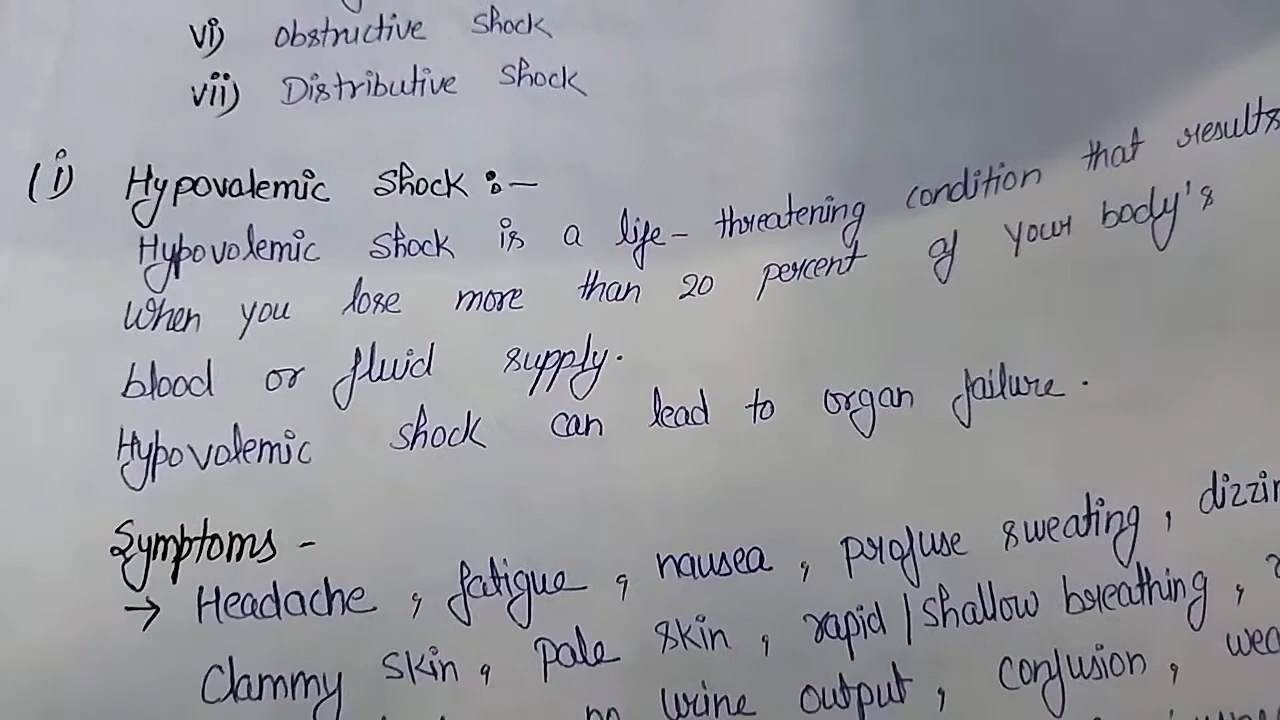 vi) Obstructive Shock
vii) Distributive Shock
(i) Hypovalemic Shock :-
Hypovolemic Shock is a life-threatening condition that results
When you lose more than 20 percent of your body's
blood or fluid supply.
Hypovolemic shock can lead to organ failure.
Symptoms -
→ Headache, fatigue, nausea, profuse sweating,
Clammy skin, pale skin, rapid/shallow breathing,
no urine output, confusion,